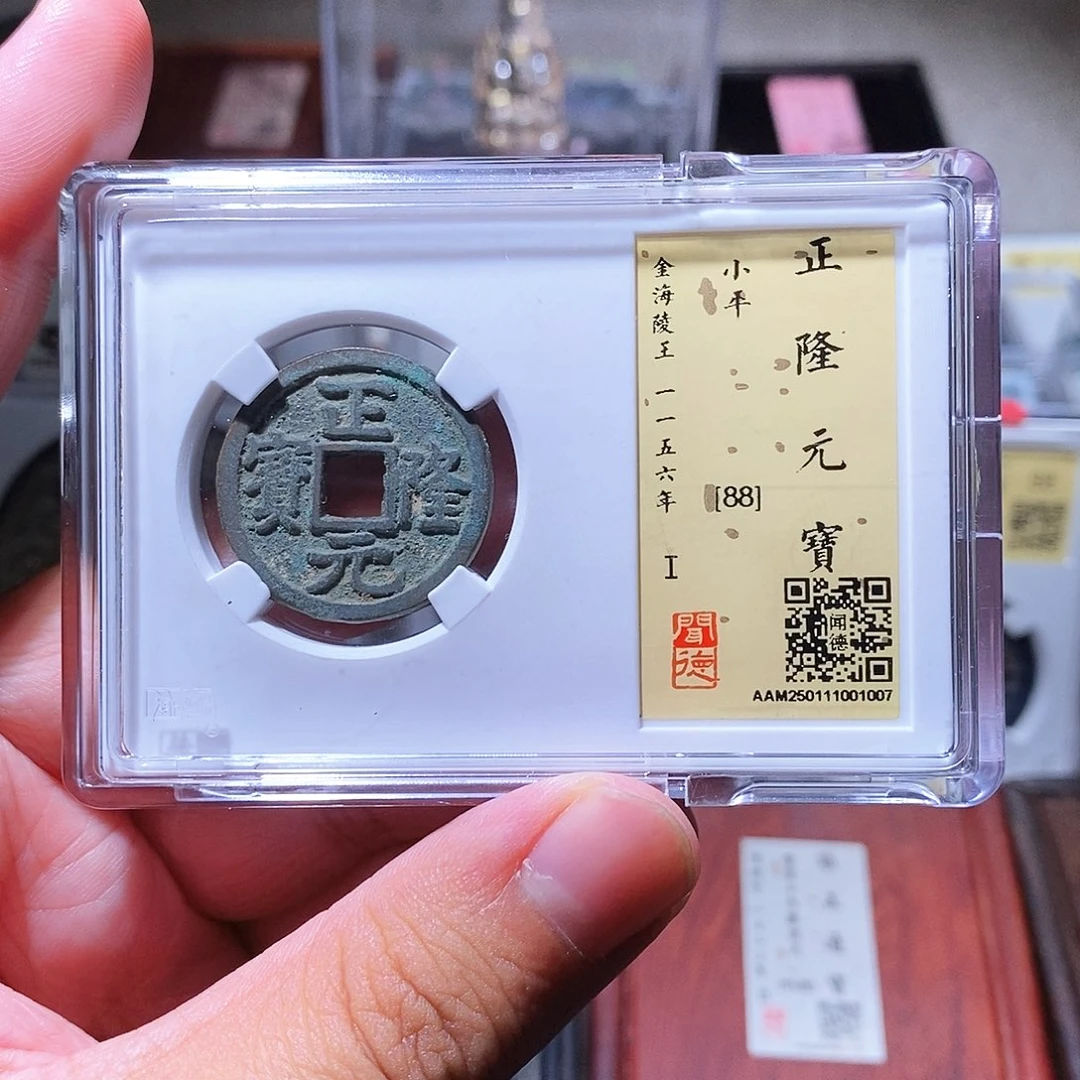 正隆元寶
正隆元寶
小平
[88]
金海陵王 一一五六年 I
聞德
闻德
AAM250111001007